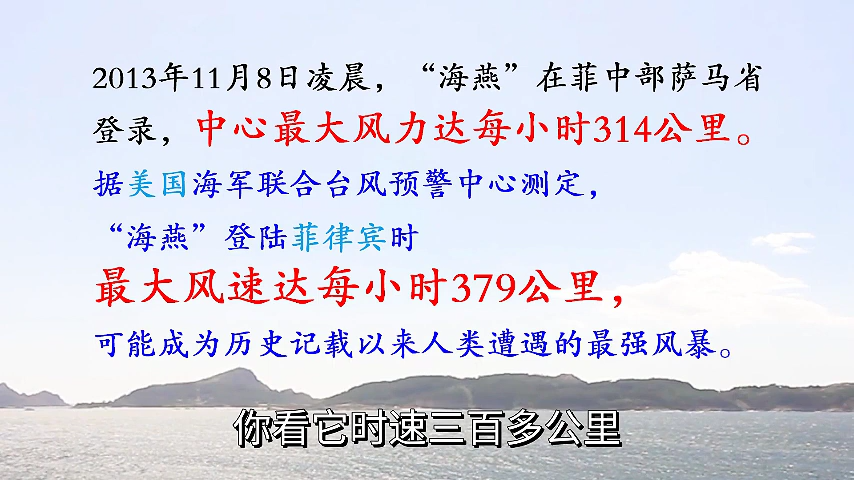 2013年11月8日凌晨，“海燕”在菲中部萨马省
登录，中心最大风力达每小时314公里。
据美国海军联合台风预警中心测定，
“海燕”登陆菲律宾时
最大风速达每小时379公里，
可能成为历史记载以来人类遭遇的最强风暴。
你看它时速三百多公里